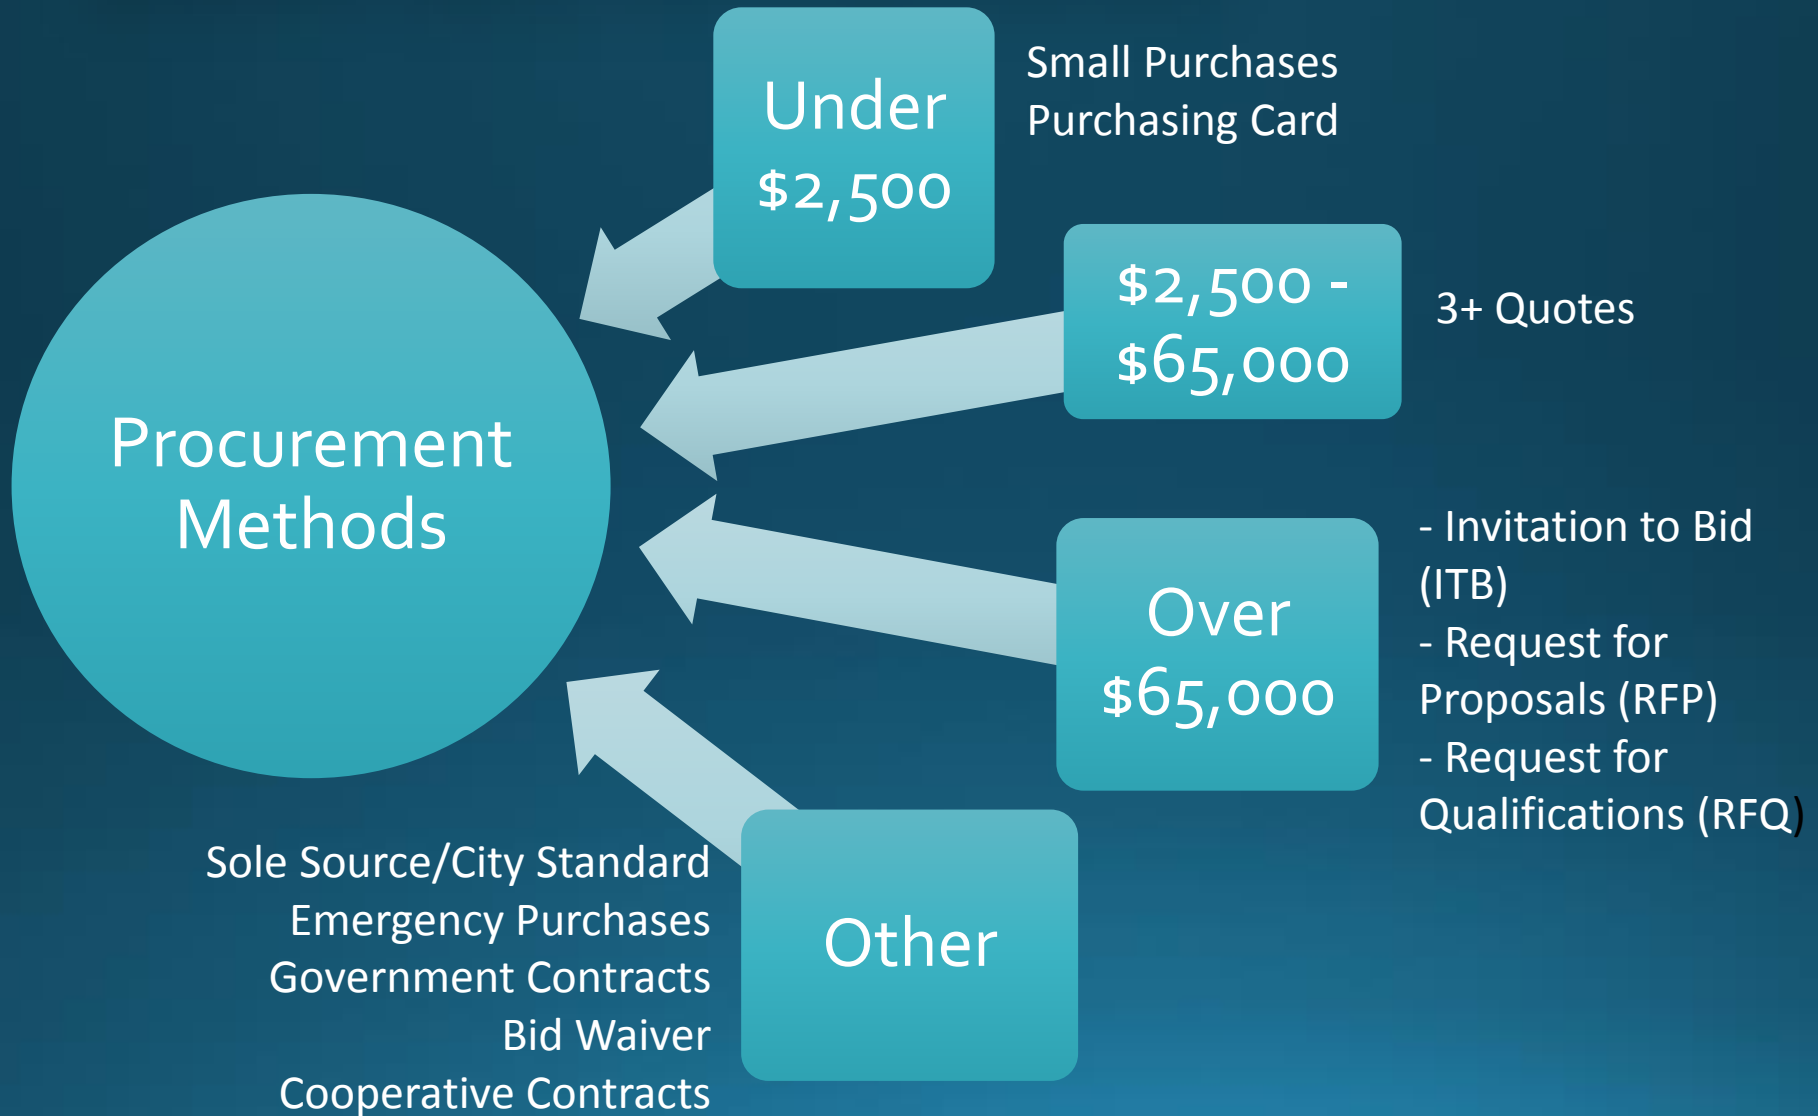 Procurement
Methods
Under
$2,500
Small Purchases
Purchasing Card
$2,500 -
$65,000
3+ Quotes
Over
$65,000
- Invitation to Bid
(ITB)
- Request for
Proposals (RFP)
- Request for
Qualifications (RFQ)
Other
Sole Source/City Standard
Emergency Purchases
Government Contracts
Bid Waiver
Cooperative Contracts